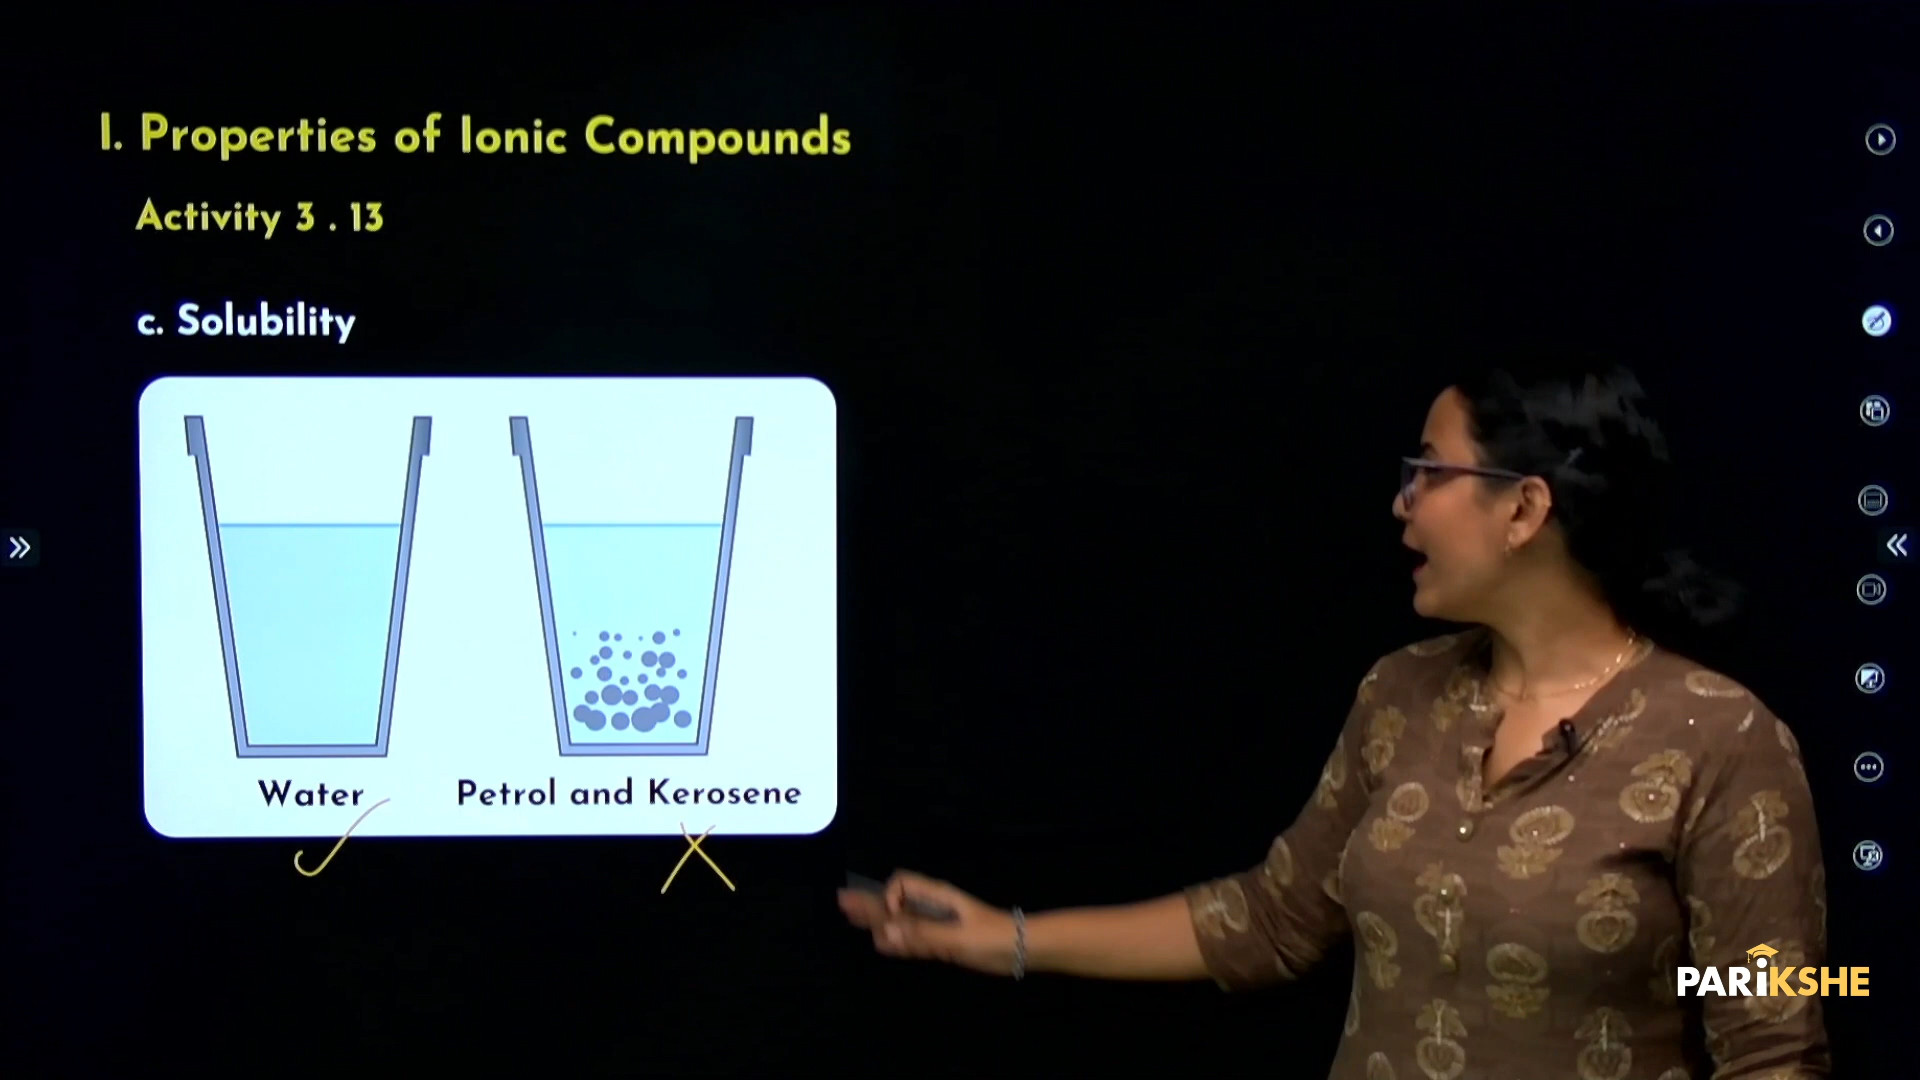 I. Properties of Ionic Compounds
Activity 3 . 13
c. Solubility
Water
Petrol and Kerosene
PARiKSHE